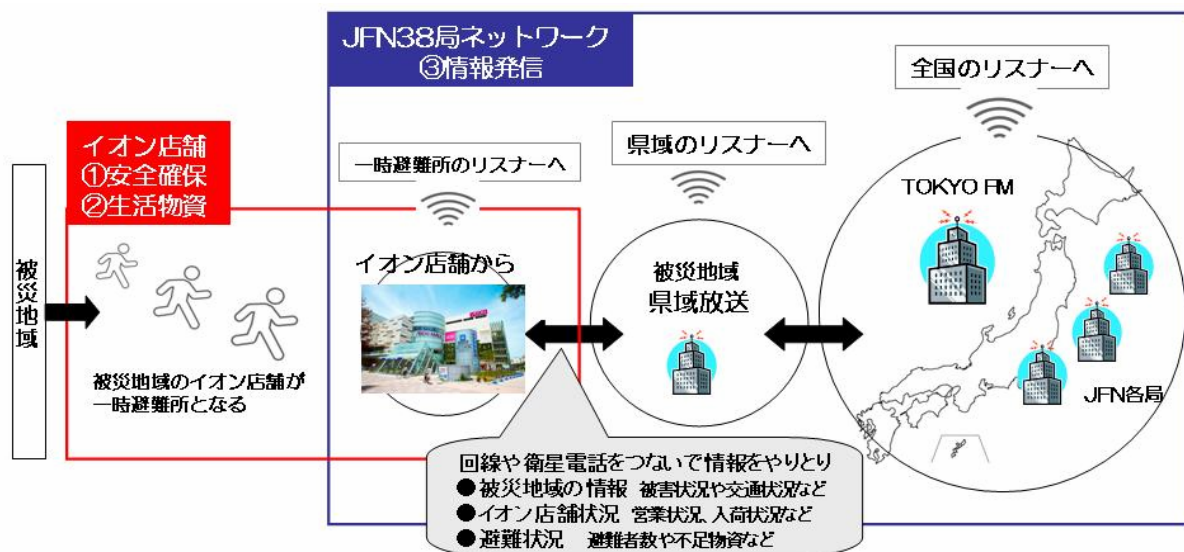 JFN38局ネットワーク
③情報発信
全国のリスナーへ
県域のリスナーへ
一時避難所のリスナーへ
イオン店舗
①安全確保
②生活物資
被災地域
イオン店舗から
被災地域
県域放送
TOKYO FM
JFN各局
被災地域のイオン店舗が
一時避難所となる
回線や衛星電話をつないで情報をやりとり
●被災地域の情報 被害状況や交通状況など
●イオン店舗状況 営業状況、入荷状況など
●避難状況 避難者数や不足物資など